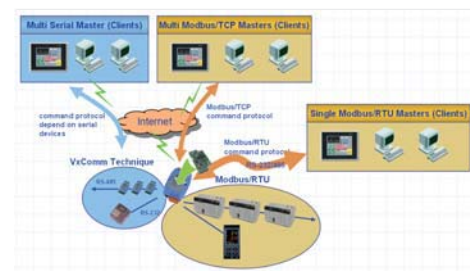 Multi Serial Master (Clients)
Multi Modbus/TCP Masters (Clients)
Internet
command protocol
depend on serial
devices
Modbus/TCP
command protocol
Single Modbus/RTU Masters (Clients)
Modbus/RTU
command protocol
RS-232/485
VxComm Technique
RS-485
RS-232
Modbus/RTU